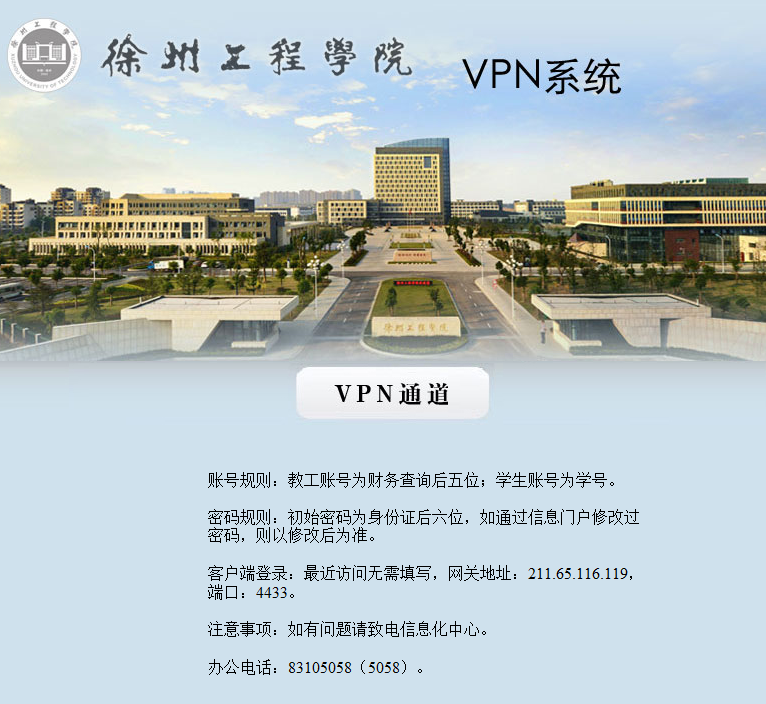 徐州工程學院
VPN系统
徐州工程學院
VPN通道
账号规则：教工账号为财务查询后五位；学生账号为学号。
密码规则：初始密码为身份证后六位，如通过信息门户修改过
密码，则以修改后为准。
客户端登录：最近访问无需填写，网关地址：211.65.116.119，
端口：4433。
注意事项：如有问题请致电信息化中心。
办公电话：83105058（5058）。